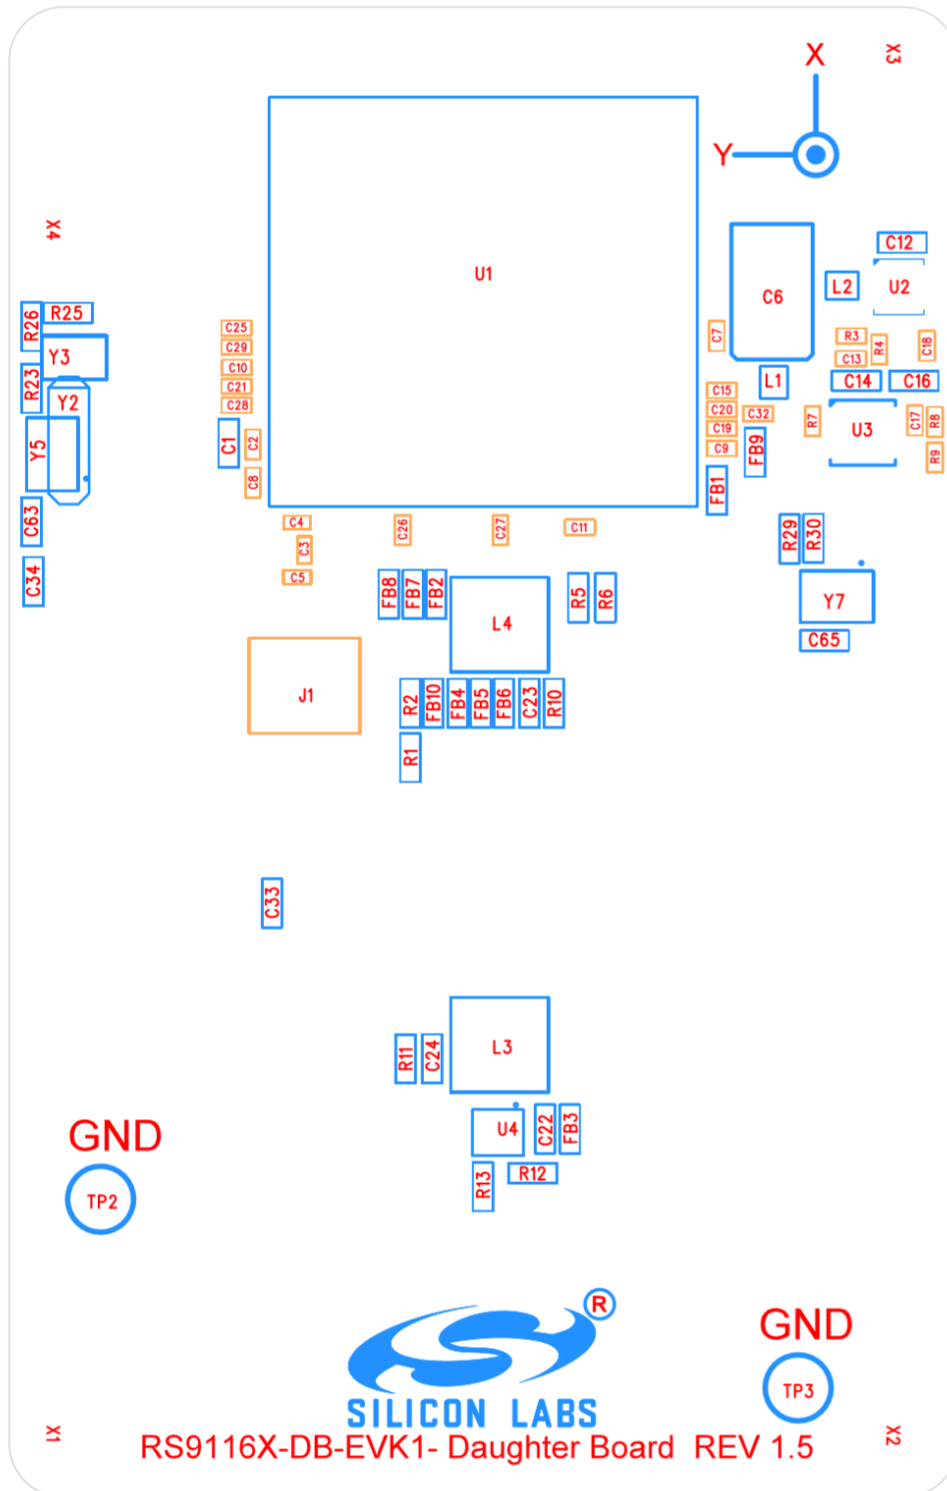 X
X3
Y
X4
U1
C12
L2
U2
C6
R26
R25
C25
C7
R3
R4
C18
Y3
C29
C13
C10
R23
C21
L1
C14
C16
Y2
C28
C15
C20
C32
R7
C17
R8
C19
U3
Y5
C1
C2
C9
FB9
R9
C8
FB1
C63
C4
C26
C27
C11
R29
R30
C3
C34
C5
FB8
FB7
FB2
L4
R5
R6
Y7
C65
J1
R2
FB10
FB4
FB5
FB6
C23
R10
R1
C33
R11
C24
L3
GND
U4
C22
FB3
TP2
R13
R12
®
GND
TP3
SILICON LABS
X1
X2
RS9116X-DB-EVK1- Daughter Board REV 1.5